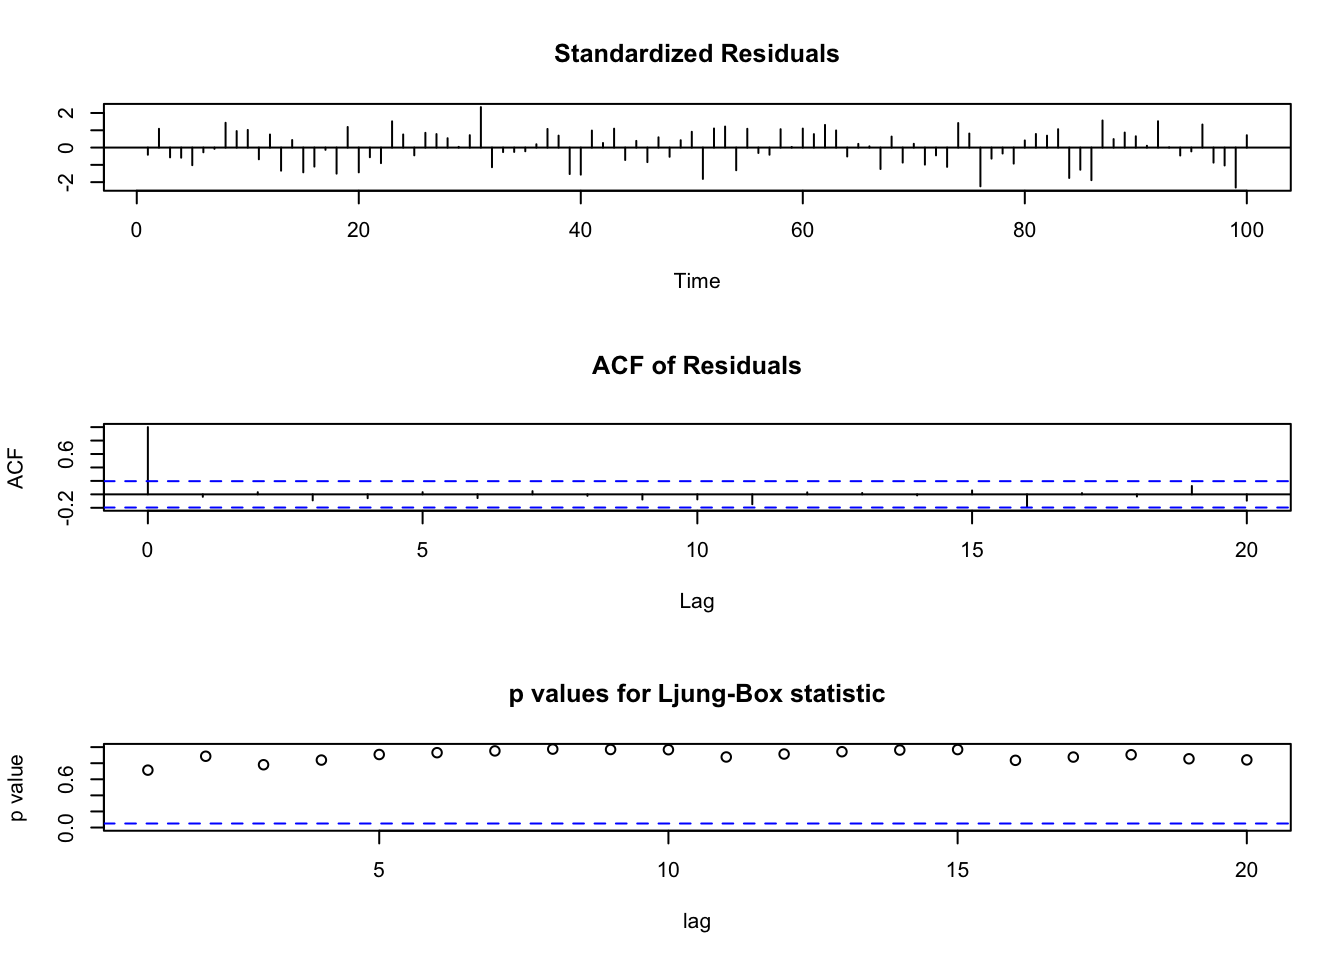 Standardized Residuals
2
0
-2
0 20 40 60 80 100
Time
ACF of Residuals
ACF
0.6
-0.2
0 5 10 15 20
Lag
p values for Ljung-Box statistic
p value
0.6
0.0
5 10 15 20
lag